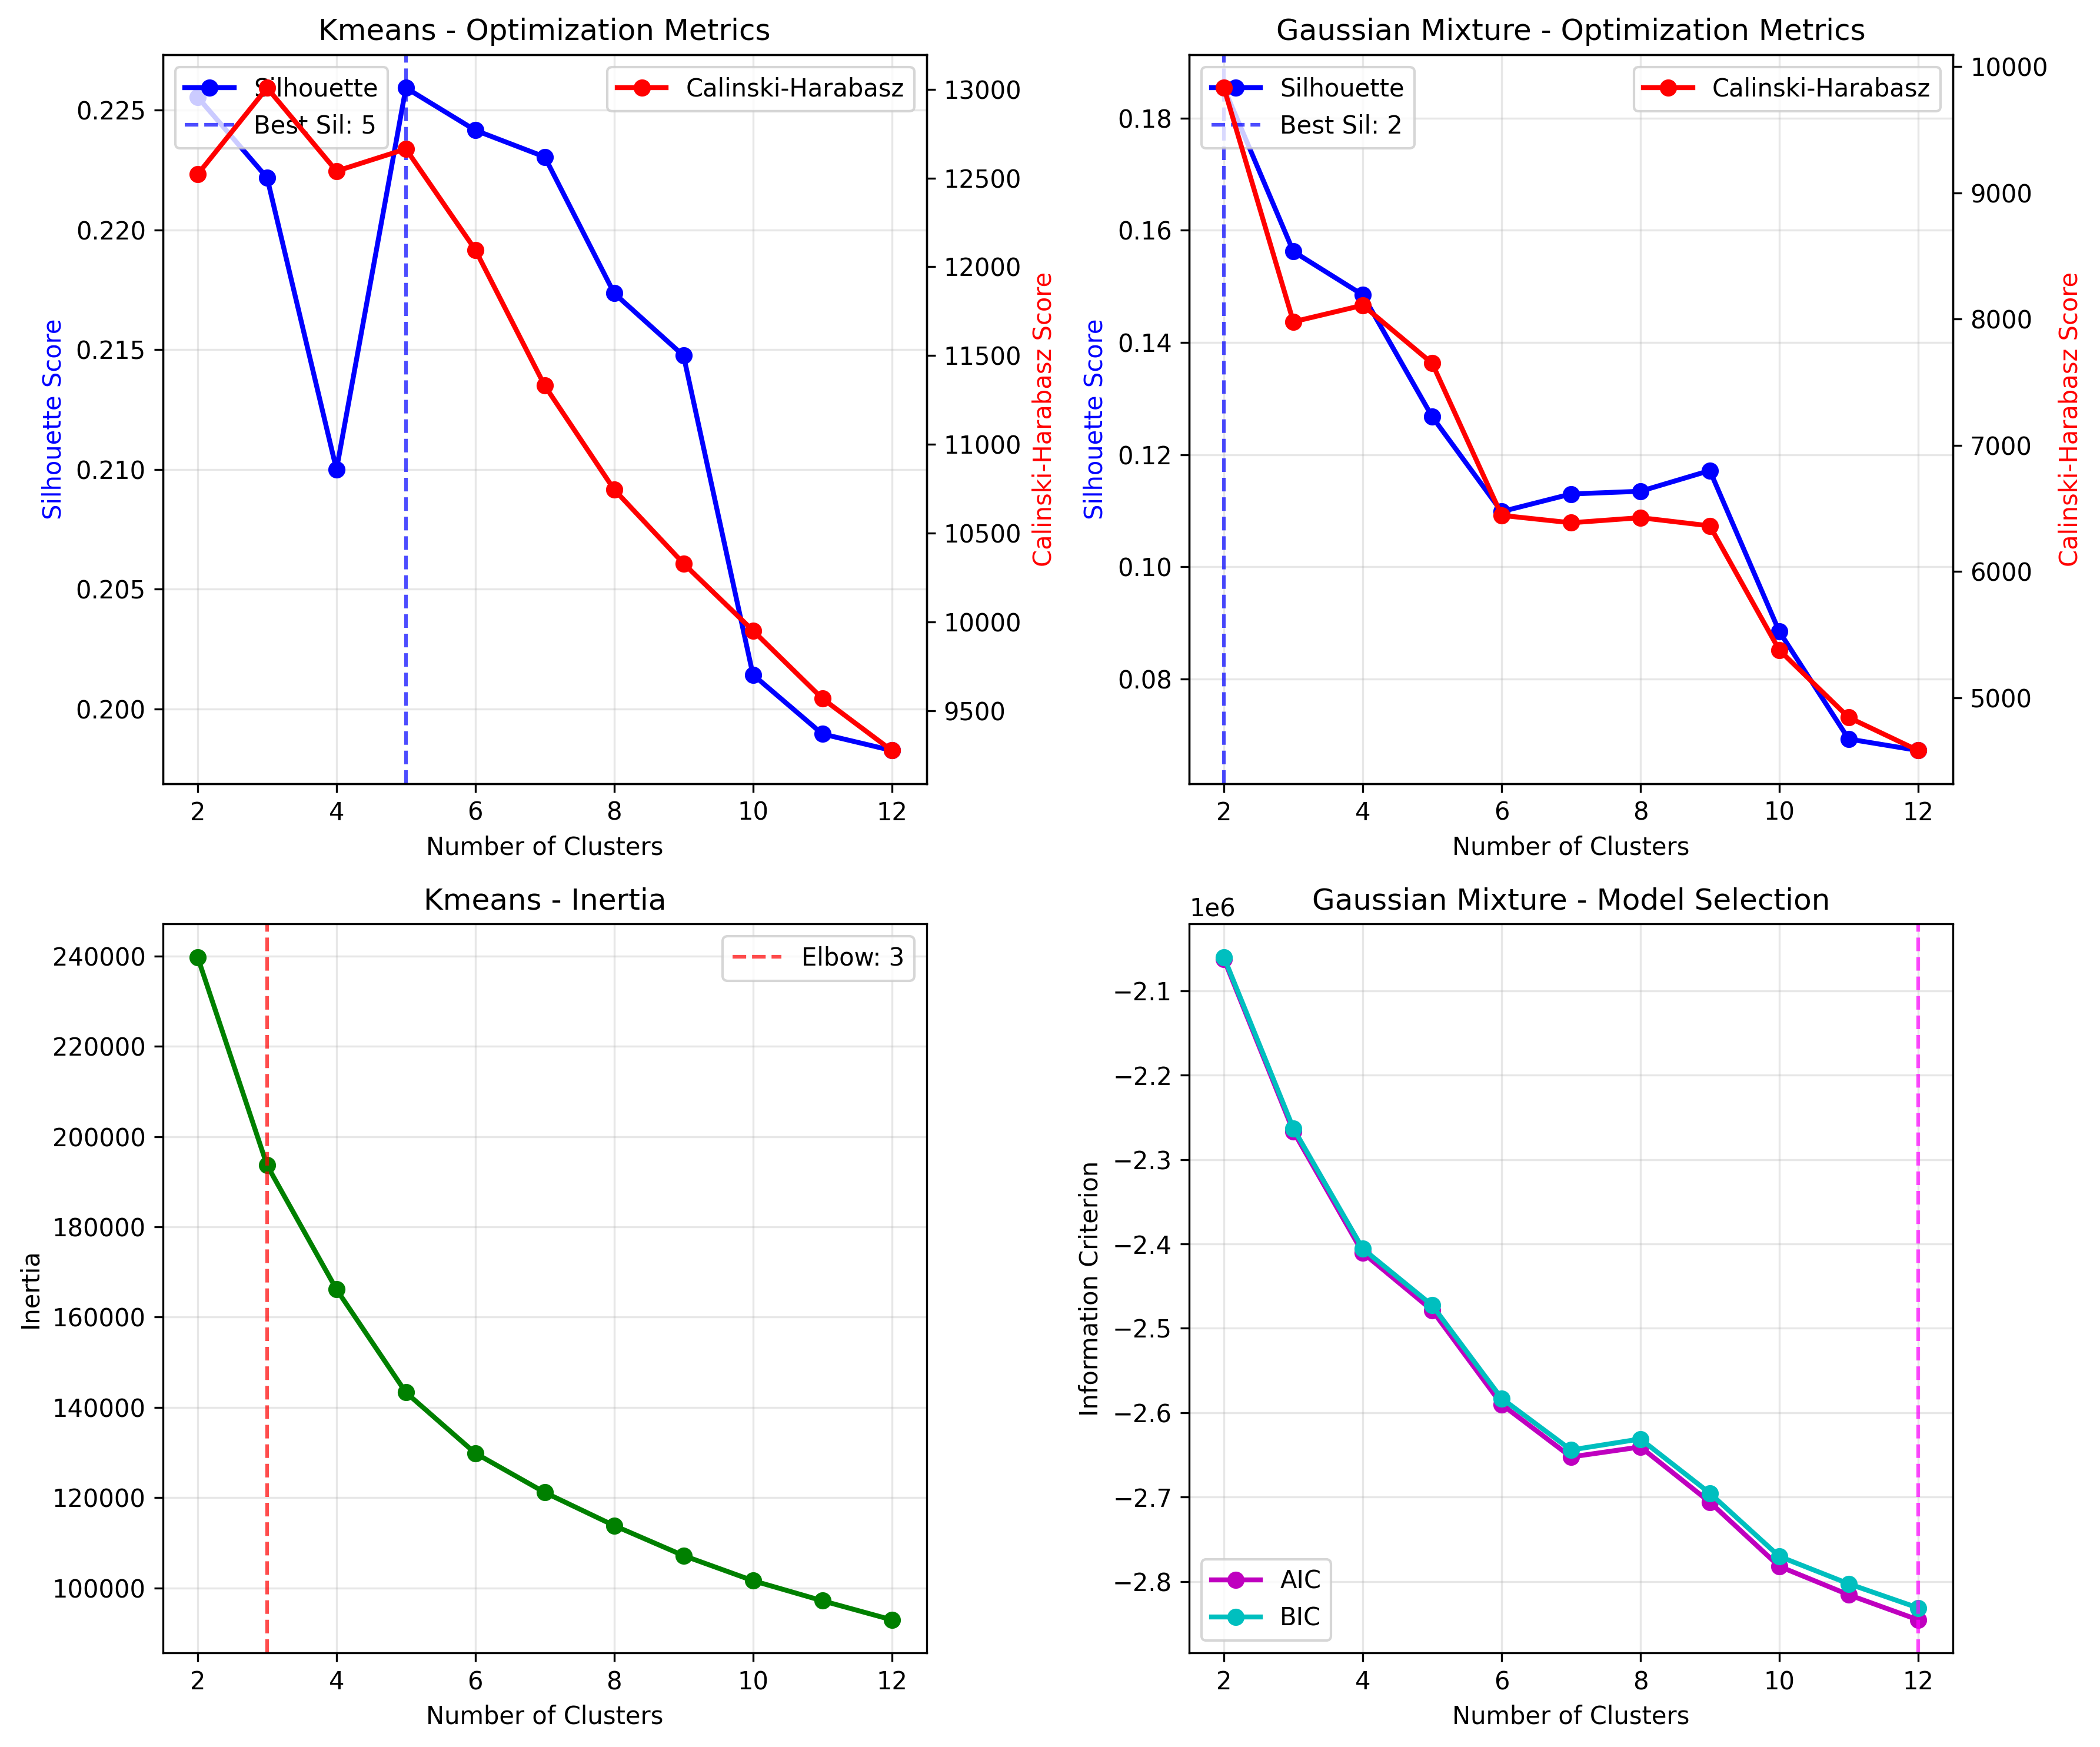 Kmeans - Optimization Metrics
Silhouette
Best Sil: 5
Calinski-Harabasz
0.225
0.220
0.215
0.210
0.205
0.200
Silhouette Score
13000
12500
12000
11500
11000
10500
10000
9500
Calinski-Harabasz Score
2 4 6 8 10 12
Number of Clusters
Gaussian Mixture - Optimization Metrics
Silhouette
Best Sil: 2
Calinski-Harabasz
0.18
0.16
0.14
0.12
0.10
0.08
Silhouette Score
10000
9000
8000
7000
6000
5000
Calinski-Harabasz Score
2 4 6 8 10 12
Number of Clusters
Kmeans - Inertia
Elbow: 3
240000
220000
200000
180000
160000
140000
120000
100000
Inertia
2 4 6 8 10 12
Number of Clusters
Gaussian Mixture - Model Selection
1e6
−2.1
−2.2
−2.3
−2.4
−2.5
−2.6
−2.7
−2.8
Information Criterion
AIC
BIC
2 4 6 8 10 12
Number of Clusters